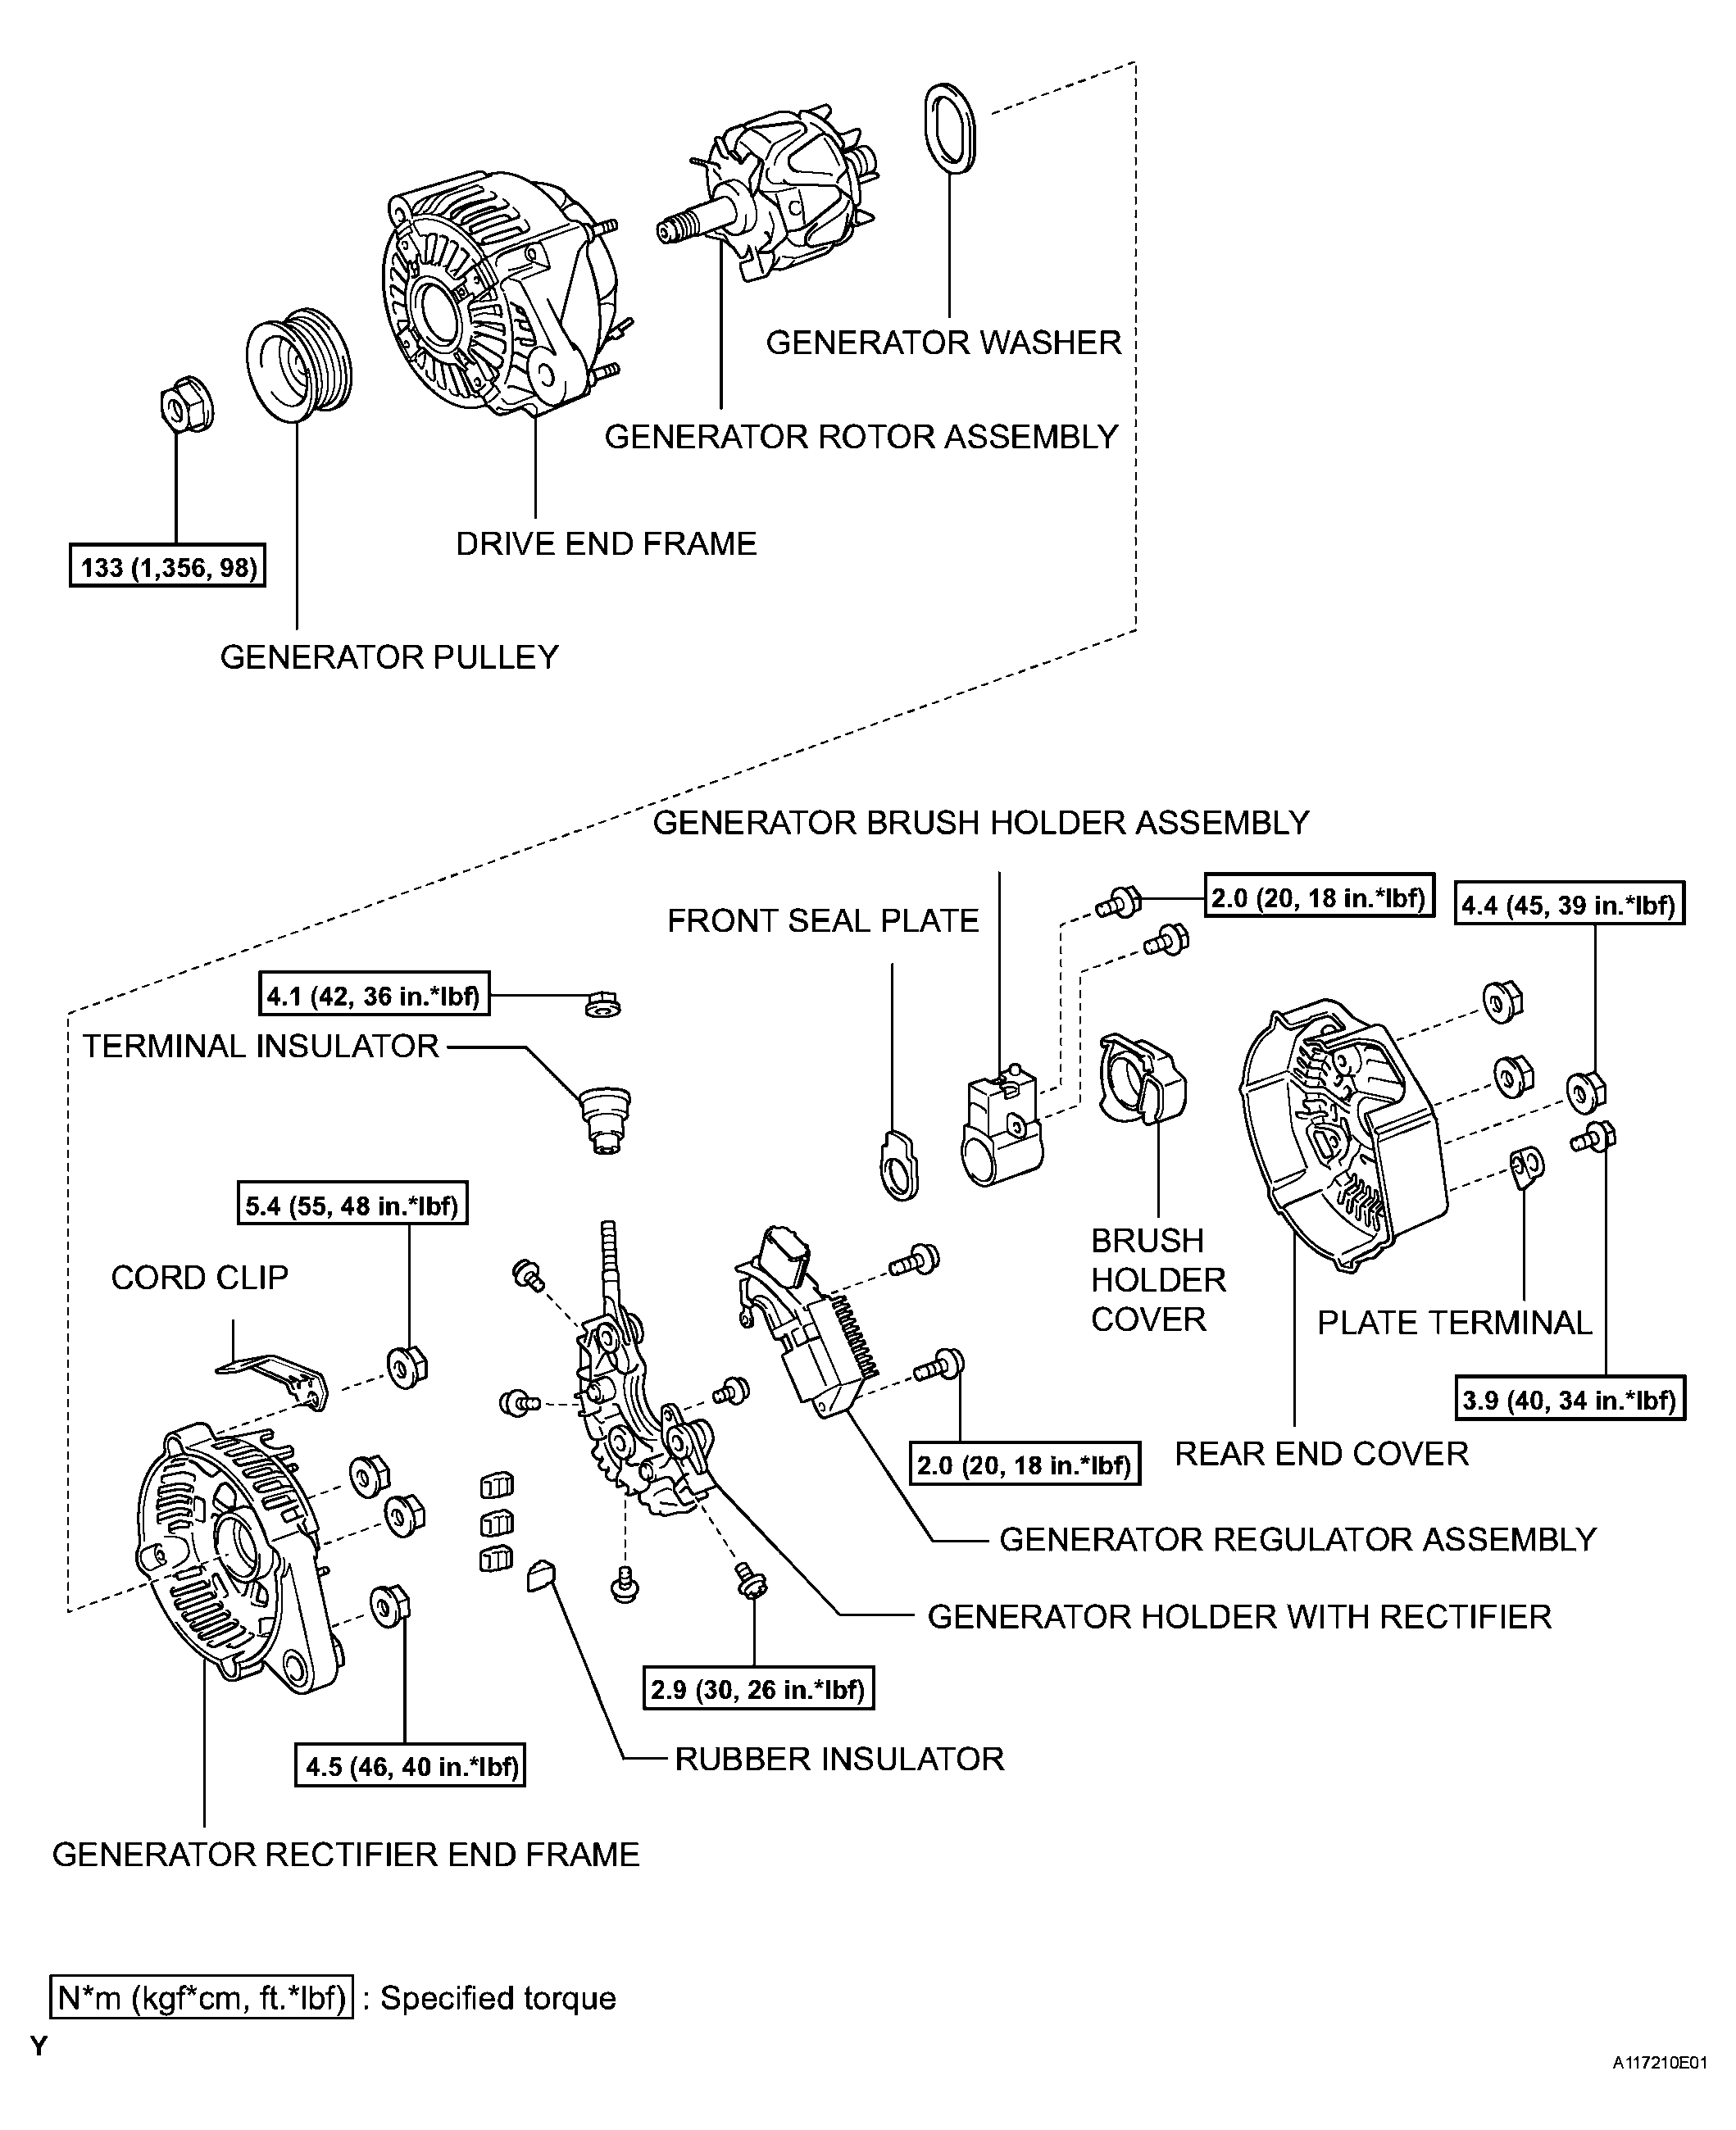 GENERATOR WASHER
GENERATOR ROTOR ASSEMBLY
DRIVE END FRAME
133 (1,356, 98)
GENERATOR PULLEY
GENERATOR BRUSH HOLDER ASSEMBLY
2.0 (20, 18 in.*lbf)
4.4 (45, 39 in.*lbf)
FRONT SEAL PLATE
4.1 (42, 36 in.*lbf)
TERMINAL INSULATOR
5.4 (55, 48 in.*lbf)
BRUSH
HOLDER
COVER
CORD CLIP
PLATE TERMINAL
3.9 (40, 34 in.*lbf)
REAR END COVER
2.0 (20, 18 in.*lbf)
GENERATOR REGULATOR ASSEMBLY
GENERATOR HOLDER WITH RECTIFIER
2.9 (30, 26 in.*lbf)
RUBBER INSULATOR
4.5 (46, 40 in.*lbf)
GENERATOR RECTIFIER END FRAME
N*m (kgf*cm, ft.*lbf) : Specified torque
Y
A117210E01